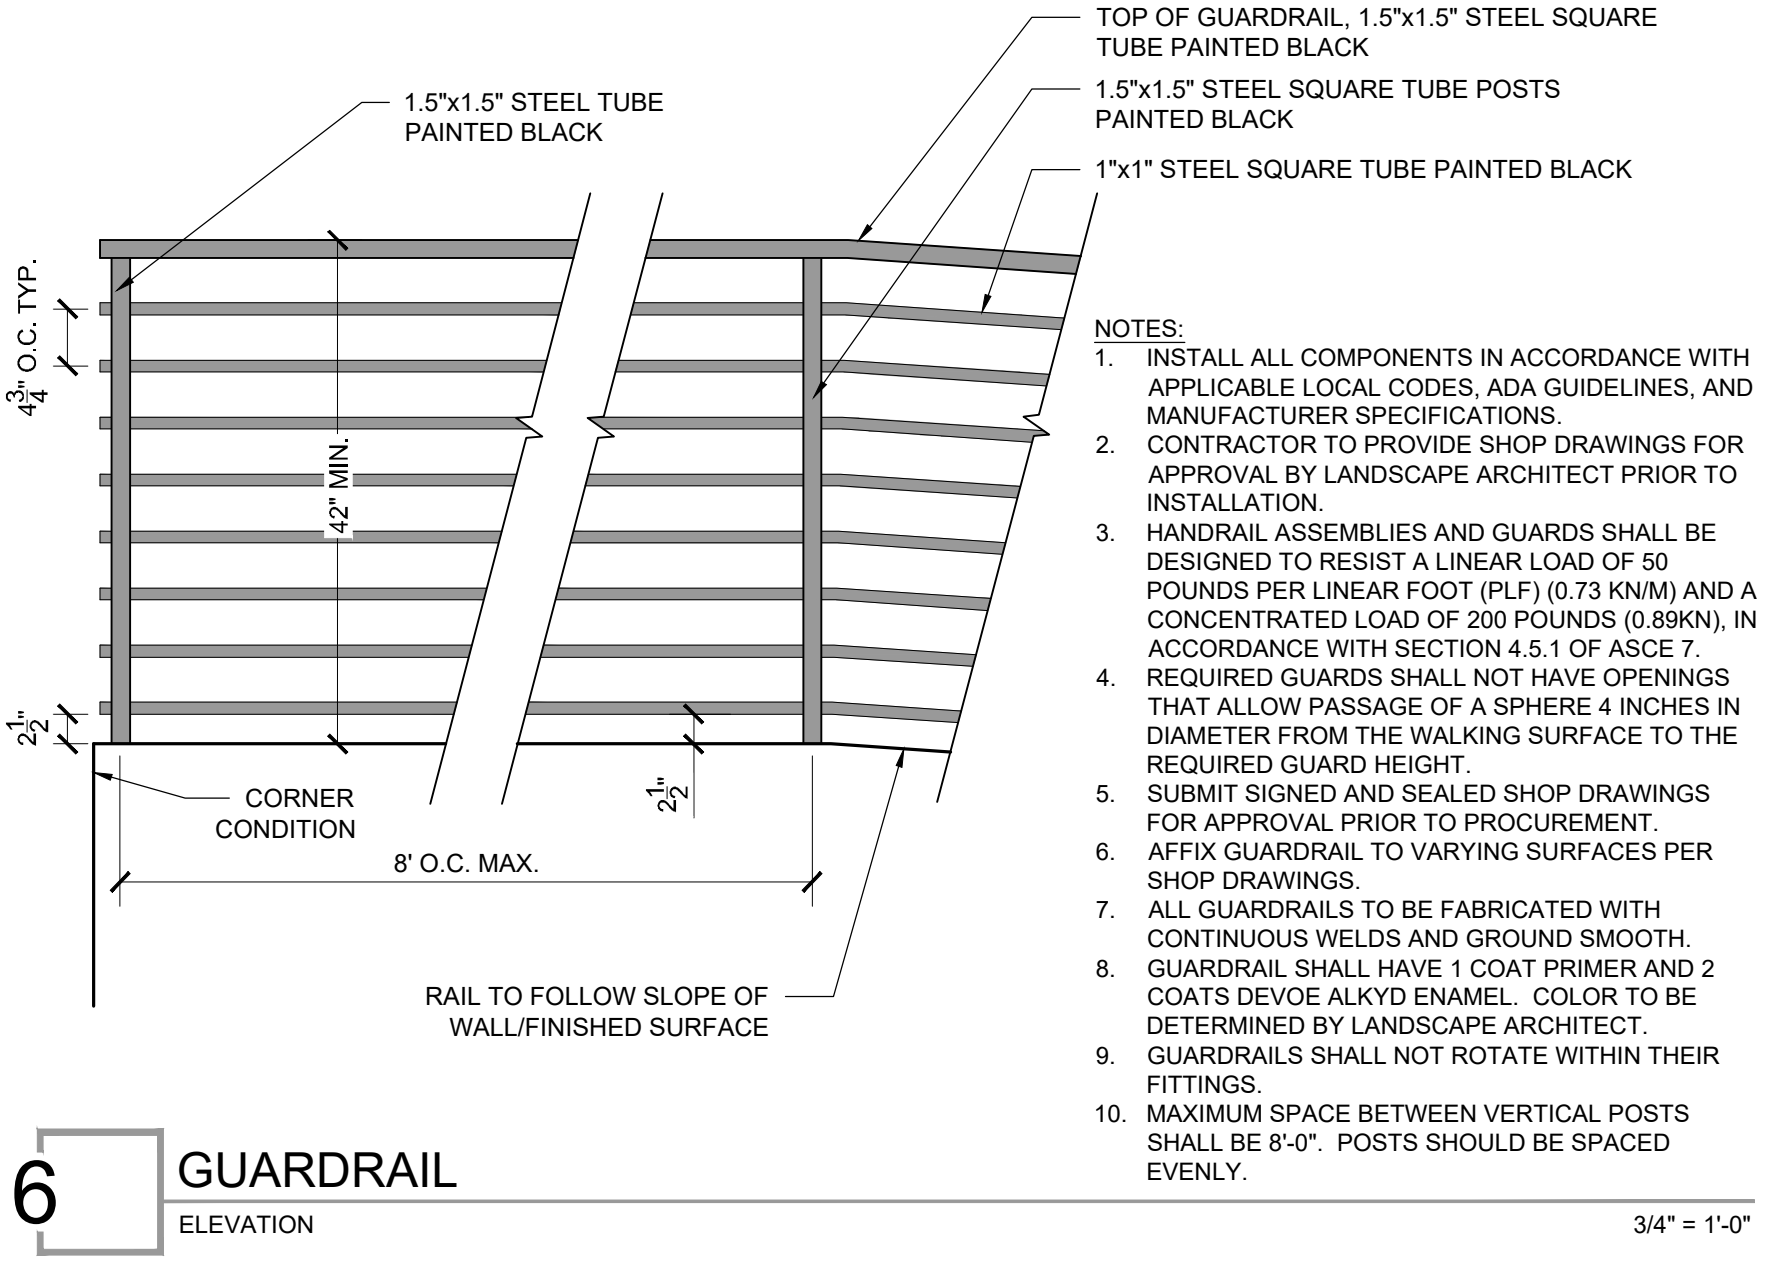 TOP OF GUARDRAIL, 1.5"x1.5" STEEL SQUARE
TUBE PAINTED BLACK
1.5"x1.5" STEEL TUBE
PAINTED BLACK
1.5"x1.5" STEEL SQUARE TUBE POSTS
PAINTED BLACK
1"x1" STEEL SQUARE TUBE PAINTED BLACK
4 3/4" O.C. TYP.
42" MIN.
2 1/2"
2 1/2"
CORNER
CONDITION
8' O.C. MAX.
RAIL TO FOLLOW SLOPE OF
WALL/FINISHED SURFACE
NOTES:
1. INSTALL ALL COMPONENTS IN ACCORDANCE WITH
APPLICABLE LOCAL CODES, ADA GUIDELINES, AND
MANUFACTURER SPECIFICATIONS.
2. CONTRACTOR TO PROVIDE SHOP DRAWINGS FOR
APPROVAL BY LANDSCAPE ARCHITECT PRIOR TO
INSTALLATION.
3. HANDRAIL ASSEMBLIES AND GUARDS SHALL BE
DESIGNED TO RESIST A LINEAR LOAD OF 50
POUNDS PER LINEAR FOOT (PLF) (0.73 KN/M) AND A
CONCENTRATED LOAD OF 200 POUNDS (0.89KN), IN
ACCORDANCE WITH SECTION 4.5.1 OF ASCE 7.
4. REQUIRED GUARDS SHALL NOT HAVE OPENINGS
THAT ALLOW PASSAGE OF A SPHERE 4 INCHES IN
DIAMETER FROM THE WALKING SURFACE TO THE
REQUIRED GUARD HEIGHT.
5. SUBMIT SIGNED AND SEALED SHOP DRAWINGS
FOR APPROVAL PRIOR TO PROCUREMENT.
6. AFFIX GUARDRAIL TO VARYING SURFACES PER
SHOP DRAWINGS.
7. ALL GUARDRAILS TO BE FABRICATED WITH
CONTINUOUS WELDS AND GROUND SMOOTH.
8. GUARDRAIL SHALL HAVE 1 COAT PRIMER AND 2
COATS DEVOE ALKYD ENAMEL. COLOR TO BE
DETERMINED BY LANDSCAPE ARCHITECT.
9. GUARDRAILS SHALL NOT ROTATE WITHIN THEIR
FITTINGS.
10. MAXIMUM SPACE BETWEEN VERTICAL POSTS
SHALL BE 8'-0". POSTS SHOULD BE SPACED
EVENLY.
6
GUARDRAIL
ELEVATION
3/4" = 1'-0"